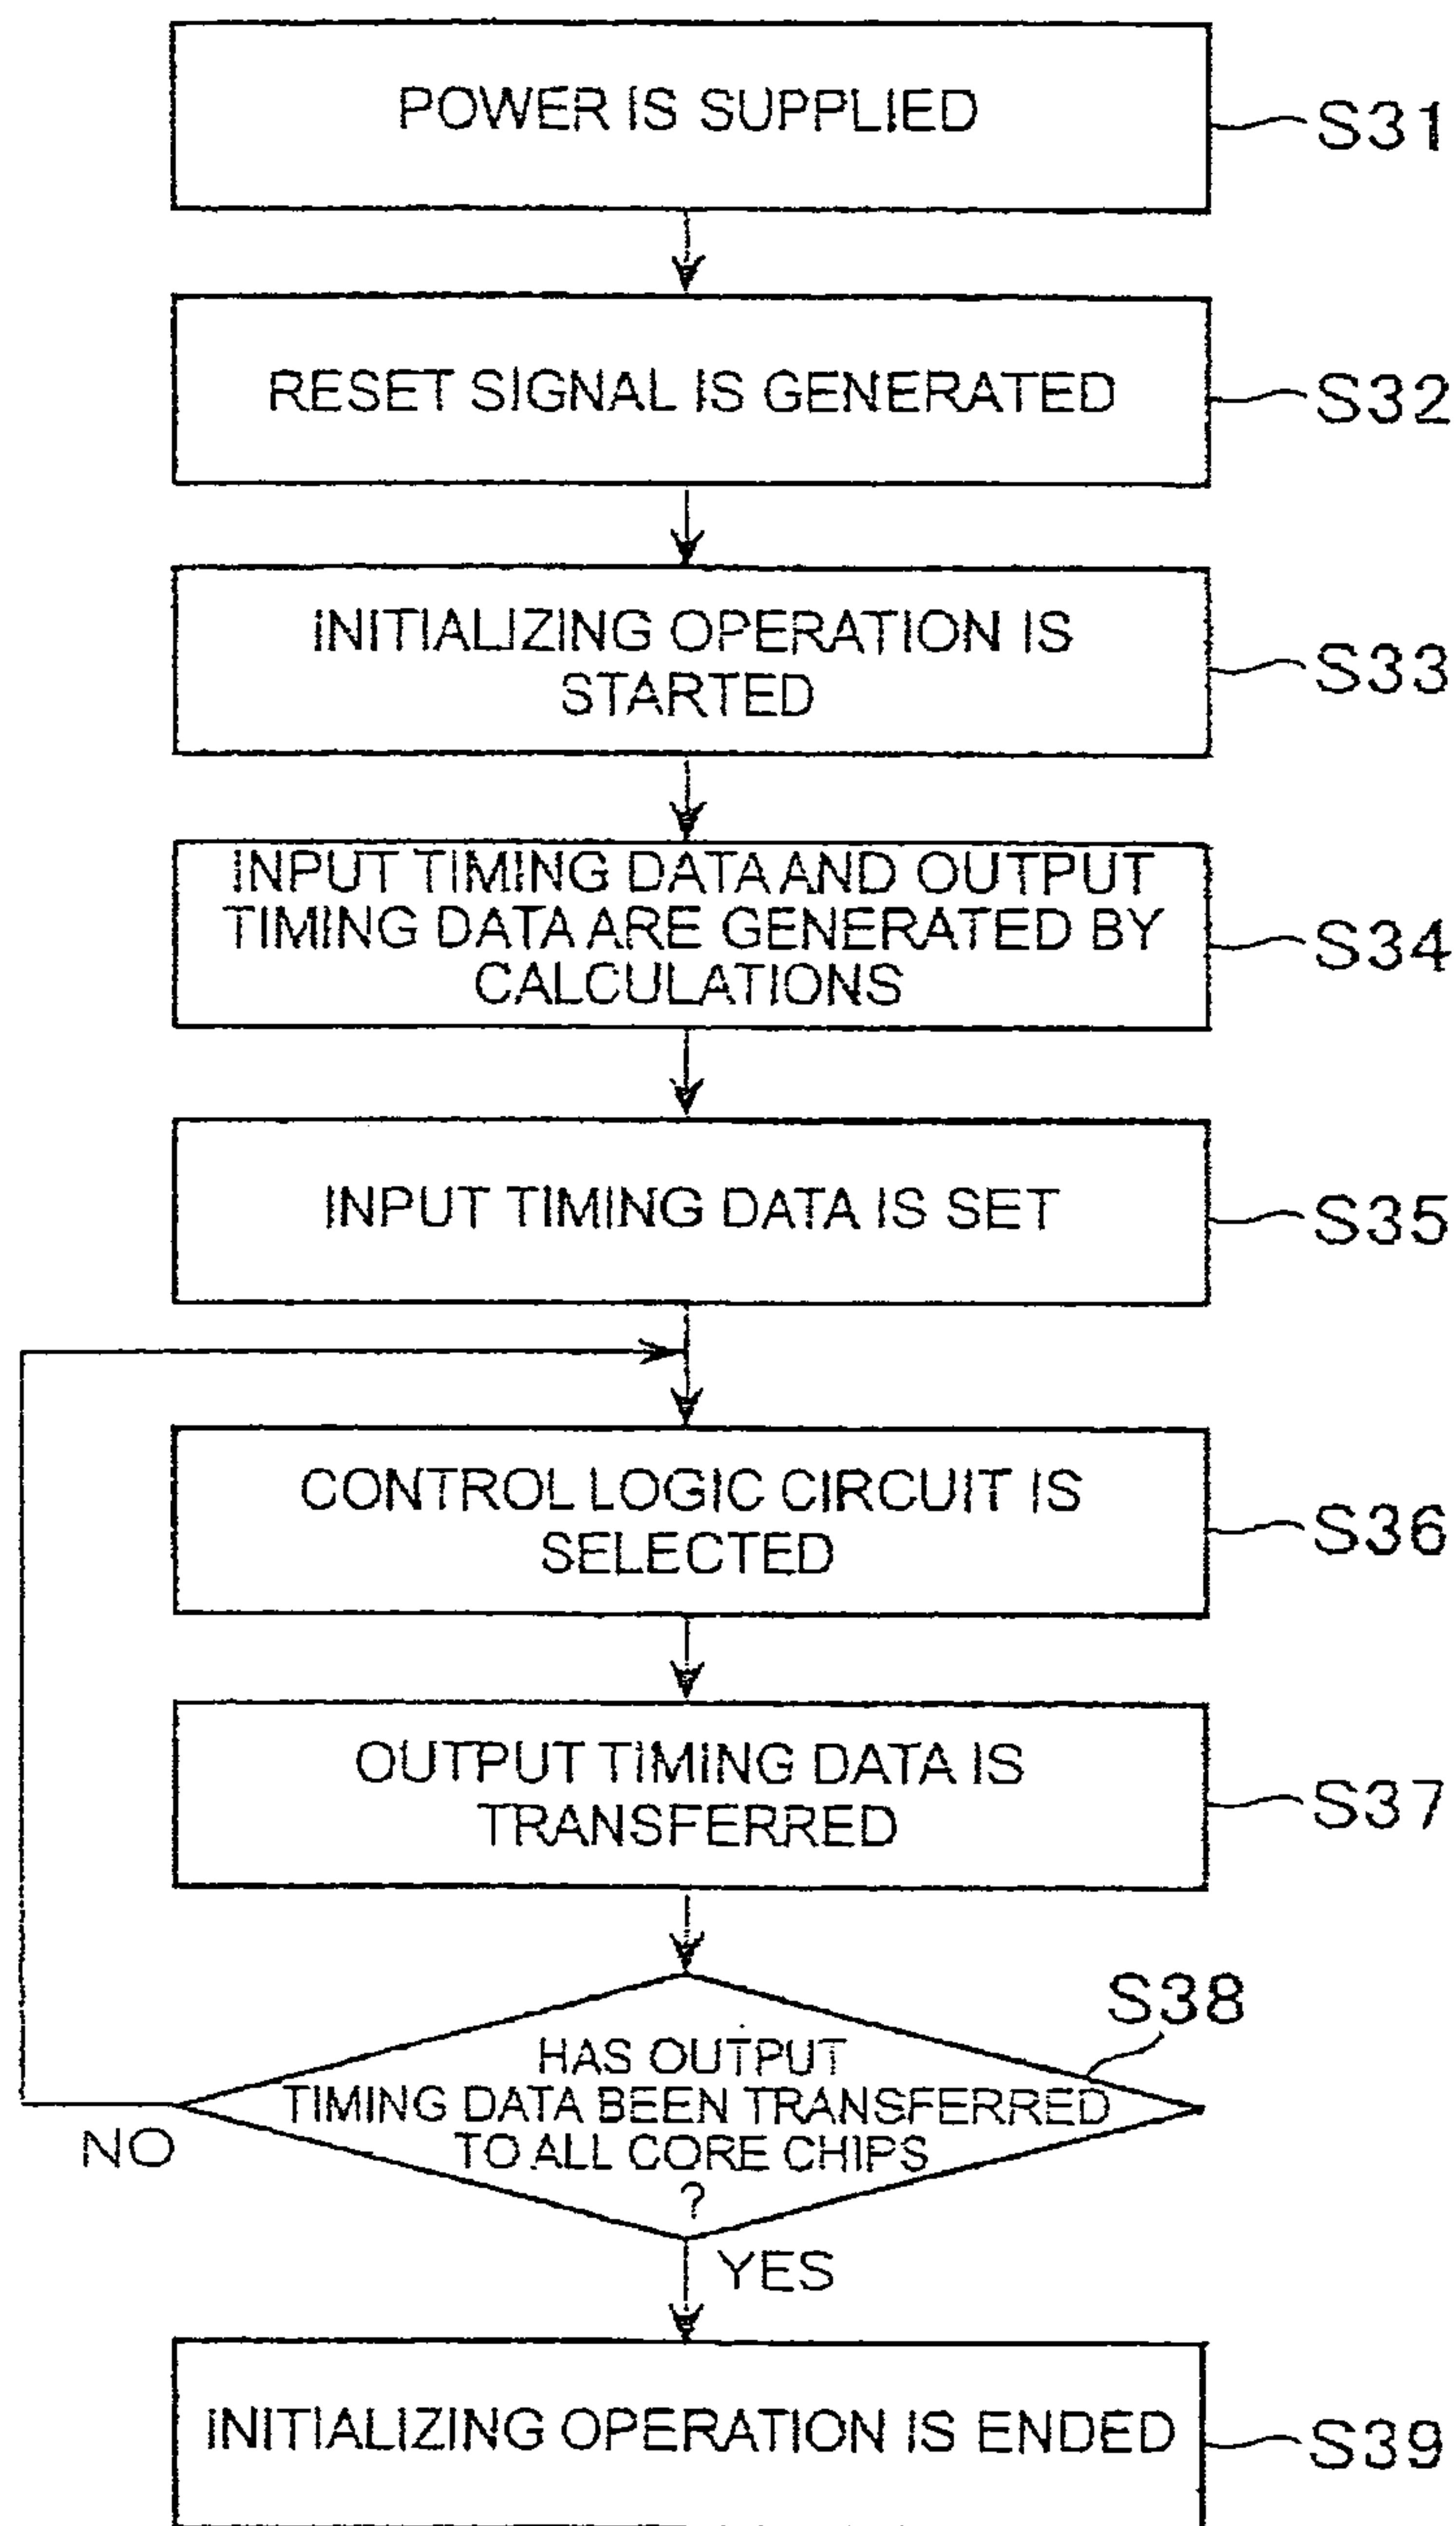 POWER IS SUPPLIED
S31
RESET SIGNAL IS GENERATED
S32
INITIALIZING OPERATION IS
STARTED
S33
INPUT TIMING DATA AND OUTPUT
TIMING DATA ARE GENERATED BY
CALCULATIONS
S34
INPUT TIMING DATA IS SET
S35
CONTROL LOGIC CIRCUIT IS
SELECTED
S36
OUTPUT TIMING DATA IS
TRANSFERRED
S37
S38
HAS OUTPUT
TIMING DATA BEEN TRANSFERRED
TO ALL CORE CHIPS
?
NO
YES
INITIALIZING OPERATION IS ENDED
S39